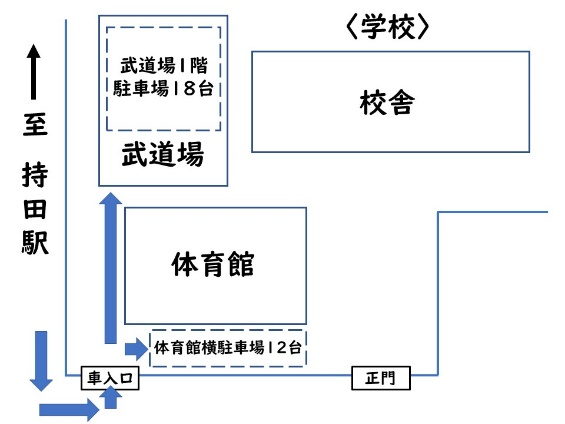 〈学校〉
武道場1階
駐車場18台
武道場
校舎
至 持田駅
体育館
体育館横駐車場12台
車入口
正門